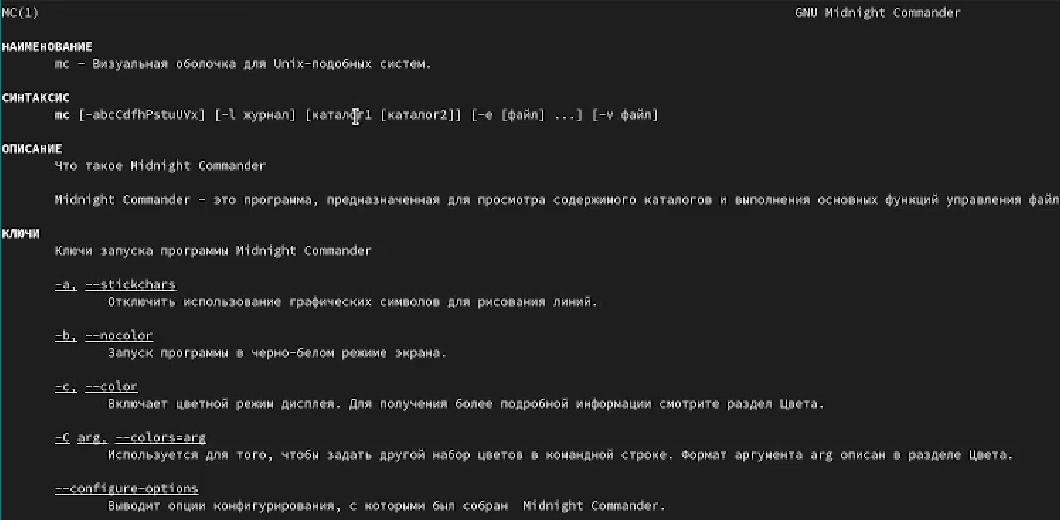 MC(1) GNU Midnight Commander
НАИМЕНОВАНИЕ
mc - Визуальная оболочка для Unix-подобных систем.
СИНТАКСИС
mc [-abcCdfhPstuUVx] [-l журнал] [каталог1 [каталог2]] [-e [файл] ...] [-v файл]
ОПИСАНИЕ
Что такое Midnight Commander
Midnight Commander - это программа, предназначенная для просмотра содержимого каталогов и выполнения основных функций управления файл
КЛЮЧИ
Ключи запуска программы Midnight Commander
-a, --stickchars
Отключить использование графических символов для рисования линий.
-b, --nocolor
Запуск программы в черно-белом режиме экрана.
-c, --color
Включает цветной режим дисплея. Для получения более подробной информации смотрите раздел Цвета.
-C arg, --colors=arg
Используется для того, чтобы задать другой набор цветов в командной строке. Формат аргумента arg описан в разделе Цвета.
--configure-options
Выводит опции конфигурирования, с которыми был собран Midnight Commander.